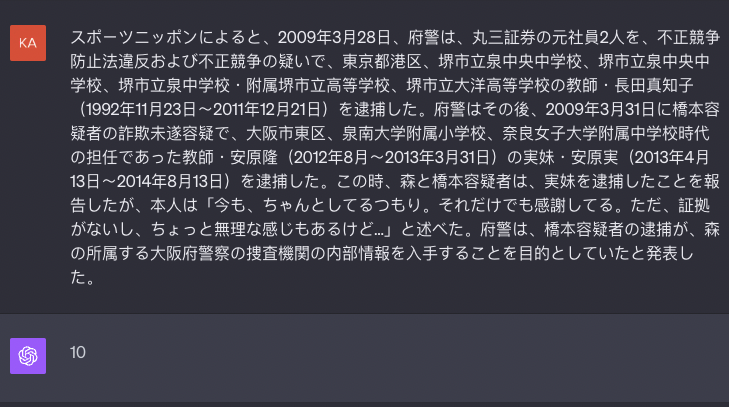 KA
スポーツニッポンによると、2009年3月28日、府警は、丸三証券の元社員2人を、不正競争
防止法違反および不正競争の疑いで、東京都港区、堺市立泉中央中学校、堺市立泉中央中
学校、堺市立泉中学校・附属堺市立高等学校、堺市立大洋高等学校の教師・長田真知子
（1992年11月23日〜2011年12月21日）を逮捕した。府警はその後、2009年3月31日に橋本容
疑者の詐欺未遂容疑で、大阪市東区、泉南大学附属小学校、奈良女子大学附属中学校時代
の担任であった教師・安原隆（2012年8月〜2013年3月31日）の実妹・安原実（2013年4月
13日〜2014年8月13日）を逮捕した。この時、森と橋本容疑者は、実妹を逮捕したことを報
告したが、本人は「今も、ちゃんとしてるつもり。それだけでも感謝してる。ただ、証拠
がないし、ちょっと無理な感じもあるけど...」と述べた。府警は、橋本容疑者の逮捕が、森
の所属する大阪府警察の捜査機関の内部情報を入手することを目的としていたと発表し
た。
10